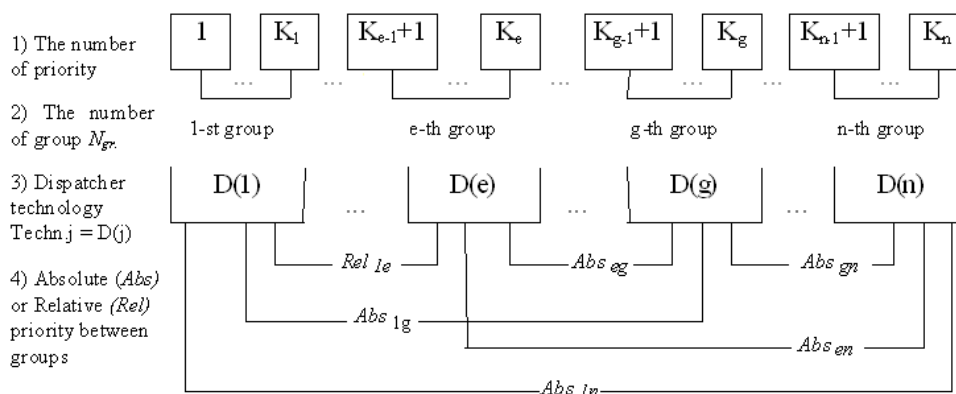 1 K1 Ke-1+1 Ke Kg-1+1 Kg Kn-1+1 Kn
1) The number
of priority
... ... ... ... ... ... ...
2) The number
of group Ngr.
1-st group e-th group g-th group n-th group
3) Dispatcher
technology
Techn.j = D(j)
D(1) ... D(e) ... D(g) ... D(n)
Rel 1e Abs eg Abs gn
4) Absolute (Abs)
or Relative (Rel)
priority between
groups
Abs 1g
Abs en
Abs 1n